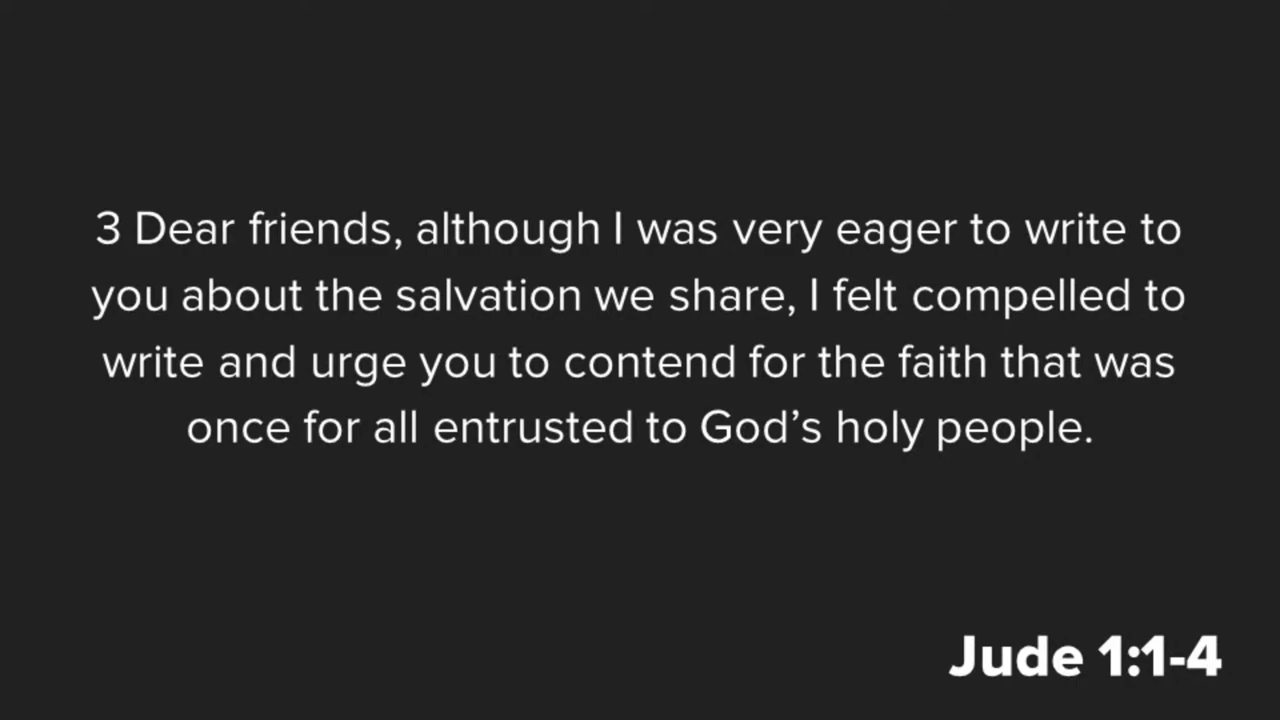 3 Dear friends, although I was very eager to write to
you about the salvation we share, I felt compelled to
write and urge you to contend for the faith that was
once for all entrusted to God’s holy people.
Jude 1:1-4